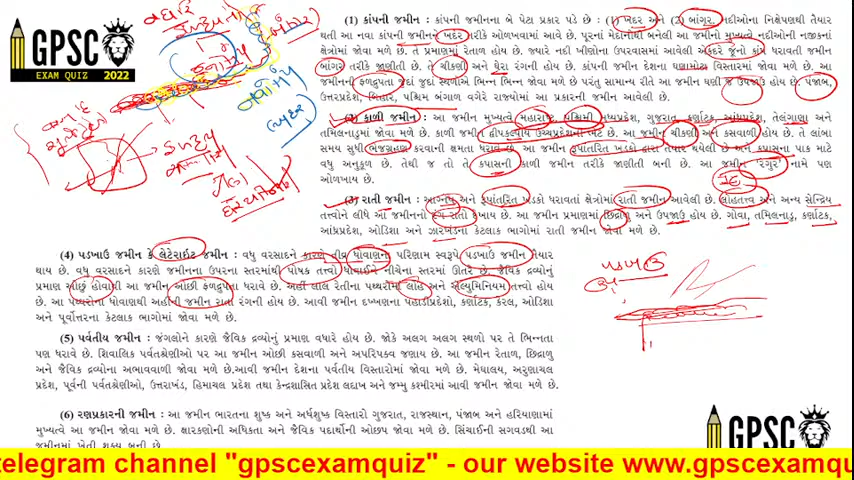 GPSC
EXAM QUIZ 2022
(1) કાંપની જમીન : કાંપની જમીનના બે પેટા પ્રકાર પડે છે : (1) ખદર અને (2) બાંગર. નદીઓના નિક્ષેપણથી તૈયાર
થતી આ નવા કાંપની જમીનને ખદર તરીકે ઓળખવામાં આવે છે. પૂરનાં મેદાનોથી બનેલી આ જમીનો મુખ્યત્વે નદીઓની નજીકનાં
ક્ષેત્રોમાં જોવા મળે છે. તે પ્રમાણમાં રેતાળ હોય છે. જ્યારે નદી ખીણોના ઉપરવાસમાં આવેલી જૂનો કાંપ ધરાવતી જમીન
બાંગર તરીકે જાણીતી છે. તે ચીકણી અને ઘેરા રંગની હોય છે. કાંપની જમીન દેશના ઘણામોટા વિસ્તારમાં જોવા મળે છે. આ
જમીનની ફળદ્રુપતા જુદાં જુદાં સ્થળોએ ભિન્ન ભિન્ન જોવા મળે છે પરંતુ સામાન્ય રીતે આ જમીન ઘણી જ ઉપજાઉ હોય છે. પંજાબ,
ઉત્તરપ્રદેશ, બિહાર, પશ્ચિમ બંગાળ વગેરે રાજ્યોમાં આ પ્રકારની જમીન આવેલી છે.
(2) કાળી જમીન : આ જમીન મુખ્યત્વે મહારાષ્ટ્ર, પશ્ચિમી મધ્યપ્રદેશ, ગુજરાત, કર્ણાટક, આંધ્રપ્રદેશ, તેલંગાણા અને
તમિલનાડુમાં જોવા મળે છે. કાળી જમીન દ્વીપકલ્પીય ઉચ્ચપ્રદેશની ભેટ છે. આ જમીન ચીકણી અને કસવાળી હોય છે. તે લાંબા
સમય સુધી ભેજગ્રહણ કરવાની ક્ષમતા ધરાવે છે. આ જમીન રૂપાંતરિત ખડકો દ્વારા તૈયાર થયેલી છે અને કપાસના પાક માટે
વધુ અનુકૂળ છે. તેથી જ તો તે કપાસની કાળી જમીન તરીકે જાણીતી બની છે. આ જમીન 'રેગુર' નામે પણ
ઓળખાય છે.
(3) રાતી જમીન : આગ્નેય અને રૂપાંતરિત ખડકો ધરાવતાં ક્ષેત્રોમાં રાતી જમીન આવેલી છે. લોહતત્ત્વ અને અન્ય સેન્દ્રિય
તત્ત્વોને લીધે આ જમીનનો રંગ રાતો દેખાય છે. આ જમીન પ્રમાણમાં છિદ્રાળુ અને ઉપજાઉ હોય છે. ગોવા, તમિલનાડુ, કર્ણાટક,
આંધ્રપ્રદેશ, ઓડિશા અને ઝારખંડના કેટલાક ભાગોમાં રાતી જમીન જોવા મળે છે.
(4) પડખાઉ જમીન કે લેટેરાઇટ જમીન : વધુ વરસાદને કારણે તીવ્ર ધોવાણના પરિણામ સ્વરૂપે પડખાઉ જમીન તૈયાર
થાય છે. વધુ વરસાદના કારણે જમીનના ઉપરના સ્તરમાંથી પોષક તત્ત્વો ધોવાઈને નીચેના સ્તરમાં ઊતરે છે. જૈવિક દ્રવ્યોનું
પ્રમાણ ઓછું હોવાથી આ જમીન ઓછી ફળદ્રુપતા ધરાવે છે. અહીં લાલ રેતીના પથ્થરોમાં લોહ અને ઍલ્યુમિનિયમ તત્ત્વો હોય
છે. આ પથ્થરોના ધોવાણથી અહીંની જમીન રાતી રંગની હોય છે. આવી જમીન દખ્ખણના પહાડીપ્રદેશો, કર્ણાટક, કેરલ, ઓડિશા
અને પૂર્વોત્તરના કેટલાક ભાગોમાં જોવા મળે છે.
પડખાઉ
(5) પર્વતીય જમીન : જંગલોને કારણે જૈવિક દ્રવ્યોનું પ્રમાણ વધારે હોય છે. જોકે અલગ અલગ સ્થળો પર તે ભિન્નતા
પણ ધરાવે છે. શિવાલિક પર્વતશ્રેણીઓ પર આ જમીન ઓછી કસવાળી અને અપરિપક્વ જણાય છે. આ જમીન રેતાળ, છિદ્રાળુ
અને જૈવિક દ્રવ્યોના અભાવવાળી જોવા મળે છે.આવી જમીન દેશના પર્વતીય વિસ્તારોમાં જોવા મળે છે. મેઘાલય, અરુણાચલ
પ્રદેશ, પૂર્વની પર્વતશ્રેણીઓ, ઉત્તરાખંડ, હિમાચલ પ્રદેશ તથા કેન્દ્રશાસિત પ્રદેશ લદાખ અને જમ્મુ કશ્મીરમાં આવી જમીન જોવા મળે છે.
(6) રણપ્રકારની જમીન : આ જમીન ભારતના શુષ્ક અને અર્ધશુષ્ક વિસ્તારો ગુજરાત, રાજસ્થાન, પંજાબ અને હરિયાણામાં
મુખ્યત્વે આ જમીન જોવા મળે છે. ક્ષારકણોની અધિકતા અને જૈવિક પદાર્થોની ઓછપ જોવા મળે છે. સિંચાઈની સગવડથી આ
જમીનમાં ખેતી શક્ય બની છે.
GPSC
telegram channel "gpscexamquiz" - our website www.gpscexamqu